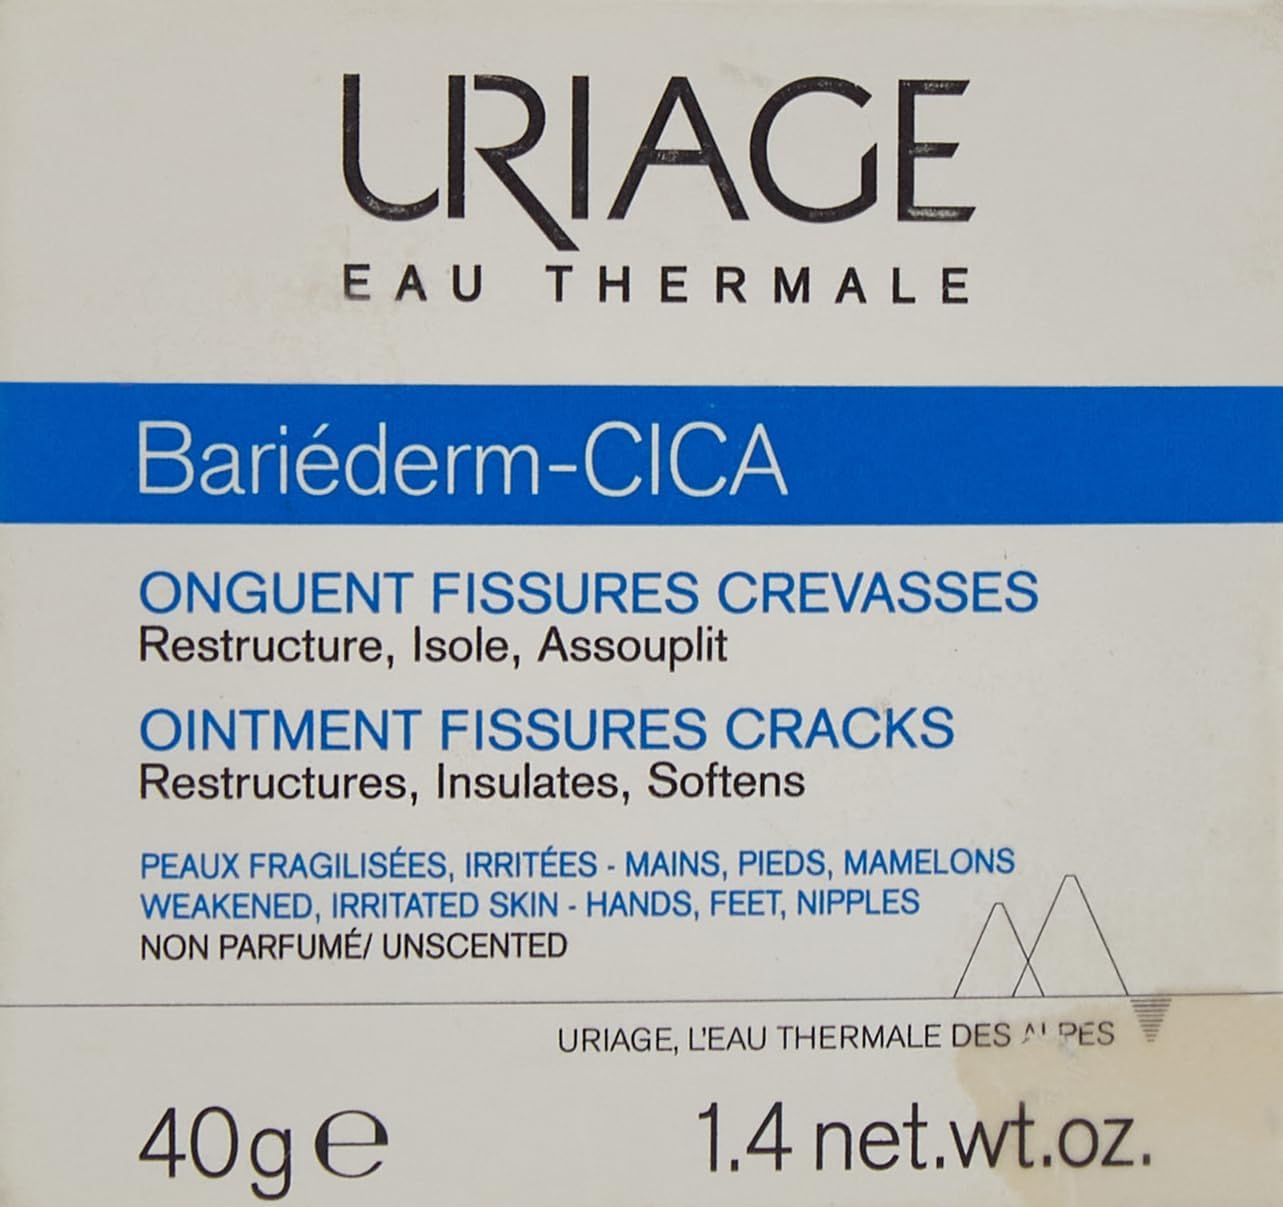 URIAGE
EAU THERMALE
Bariéderm-CICA
ONGUENT FISSURES CREVASSES
Restructure, Isole, Assouplit
OINTMENT FISSURES CRACKS
Restructures, Insulates, Softens
PEAUX FRAGILISÉES, IRRITÉES - MAINS, PIEDS, MAMELONS
WEAKENED, IRRITATED SKIN - HANDS, FEET, NIPPLES
NON PARFUMÉ/ UNSCENTED
URIAGE, L'EAU THERMALE DES ALPES
40g e
1.4 net.wt.oz.